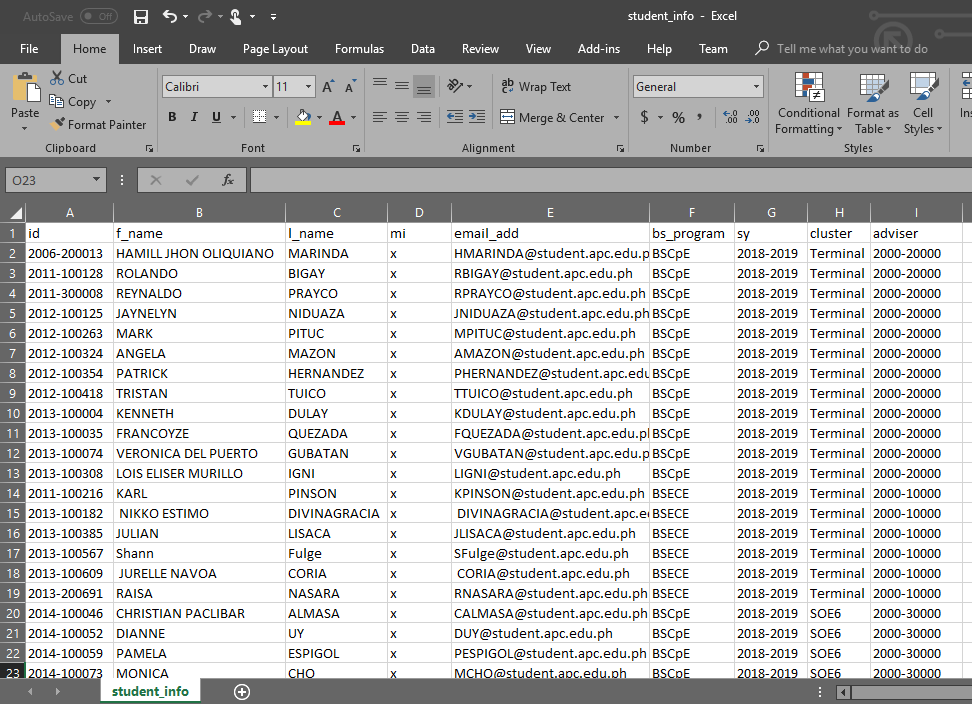 AutoSave Off student_info - Excel
File Home Insert Draw Page Layout Formulas Data Review View Add-ins Help Team Tell me what you want to do
Cut
Calibri 11 Wrap Text General
Copy
Paste Conditional Format as Cell
Format Painter B I U A Merge & Center $ % , Formatting Table Styles
Clipboard Font Alignment Number Styles
O23 fx
A B C D E F G H I
1 id f_name l_name mi email_add bs_program sy cluster adviser
2 2006-200013 HAMILL JHON OLIQUIANO MARINDA x HMARINDA@student.apc.edu.p BSCpE 2018-2019 Terminal 2000-20000
3 2011-100128 ROLANDO BIGAY x RBIGAY@student.apc.edu.ph BSCpE 2018-2019 Terminal 2000-20000
4 2011-300008 REYNALDO PRAYCO x RPRAYCO@student.apc.edu.ph BSCpE 2018-2019 Terminal 2000-20000
5 2012-100125 JAYNELYN NIDUAZA x JNIDUAZA@student.apc.edu.ph BSCpE 2018-2019 Terminal 2000-20000
6 2012-100263 MARK PITUC x MPITUC@student.apc.edu.ph BSCpE 2018-2019 Terminal 2000-20000
7 2012-100324 ANGELA MAZON x AMAZON@student.apc.edu.ph BSCpE 2018-2019 Terminal 2000-20000
8 2012-100354 PATRICK HERNANDEZ x PHERNANDEZ@student.apc.edu BSCpE 2018-2019 Terminal 2000-20000
9 2012-100418 TRISTAN TUICO x TTUICO@student.apc.edu.ph BSCpE 2018-2019 Terminal 2000-20000
10 2013-100004 KENNETH DULAY x KDULAY@student.apc.edu.ph BSCpE 2018-2019 Terminal 2000-20000
11 2013-100035 FRANCOYZE QUEZADA x FQUEZADA@student.apc.edu.ph BSCpE 2018-2019 Terminal 2000-20000
12 2013-100074 VERONICA DEL PUERTO GUBATAN x VGUBATAN@student.apc.edu.ph BSCpE 2018-2019 Terminal 2000-20000
13 2013-100308 LOIS ELISER MURILLO IGNI x LIGNI@student.apc.edu.ph BSCpE 2018-2019 Terminal 2000-20000
14 2011-100216 KARL PINSON x KPINSON@student.apc.edu.ph BSECE 2018-2019 Terminal 2000-10000
15 2013-100182 NIKKO ESTIMO DIVINAGRACIA x DIVINAGRACIA@student.apc.e BSECE 2018-2019 Terminal 2000-10000
16 2013-100385 JULIAN LISACA x JLISACA@student.apc.edu.ph BSECE 2018-2019 Terminal 2000-10000
17 2013-100567 Shann Fulge x SFulge@student.apc.edu.ph BSECE 2018-2019 Terminal 2000-10000
18 2013-100609 JURELLE NAVOA CORIA x CORIA@student.apc.edu.ph BSECE 2018-2019 Terminal 2000-10000
19 2013-200691 RAISA NASARA x RNASARA@student.apc.edu.ph BSECE 2018-2019 Terminal 2000-10000
20 2014-100046 CHRISTIAN PACLIBAR ALMASA x CALMASA@student.apc.edu.ph BSCpE 2018-2019 SOE6 2000-30000
21 2014-100052 DIANNE UY x DUY@student.apc.edu.ph BSCpE 2018-2019 SOE6 2000-30000
22 2014-100059 PAMELA ESPIGOL x PESPIGOL@student.apc.edu.ph BSCpE 2018-2019 SOE6 2000-30000
23 2014-100073 MONICA CHO x MCHO@student.apc.edu.ph BSCpE 2018-2019 SOE6 2000-30000
student_info